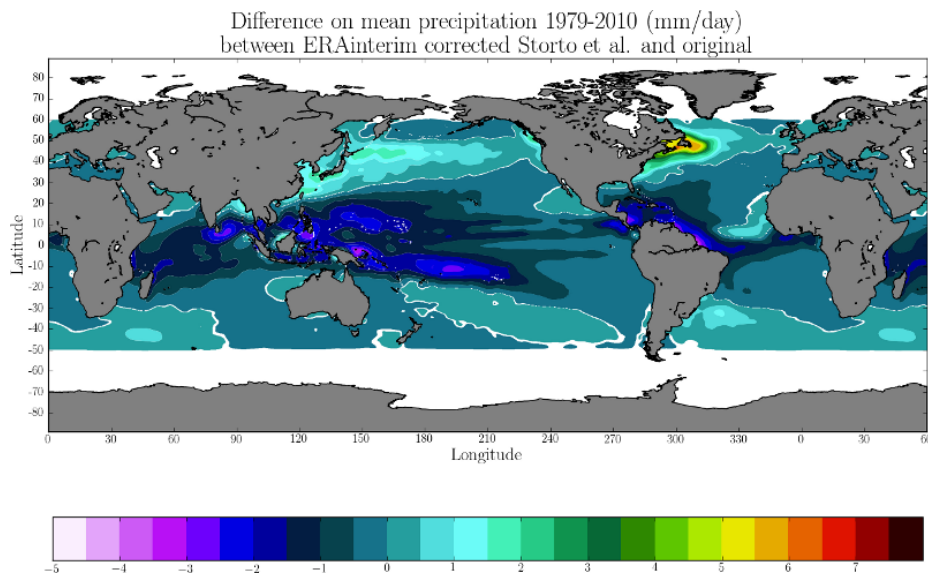 Difference on mean precipitation 1979-2010 (mm/day)
between ERAinterim corrected Storto et al. and original
80
70
60
50
40
30
20
10
0
-10
-20
-30
-40
-50
-60
-70
-80
Latitude
0 30 60 90 120 150 180 210 240 270 300 330 0 30 60
Longitude
−5 −4 −3 −2 −1 0 1 2 3 4 5 6 7